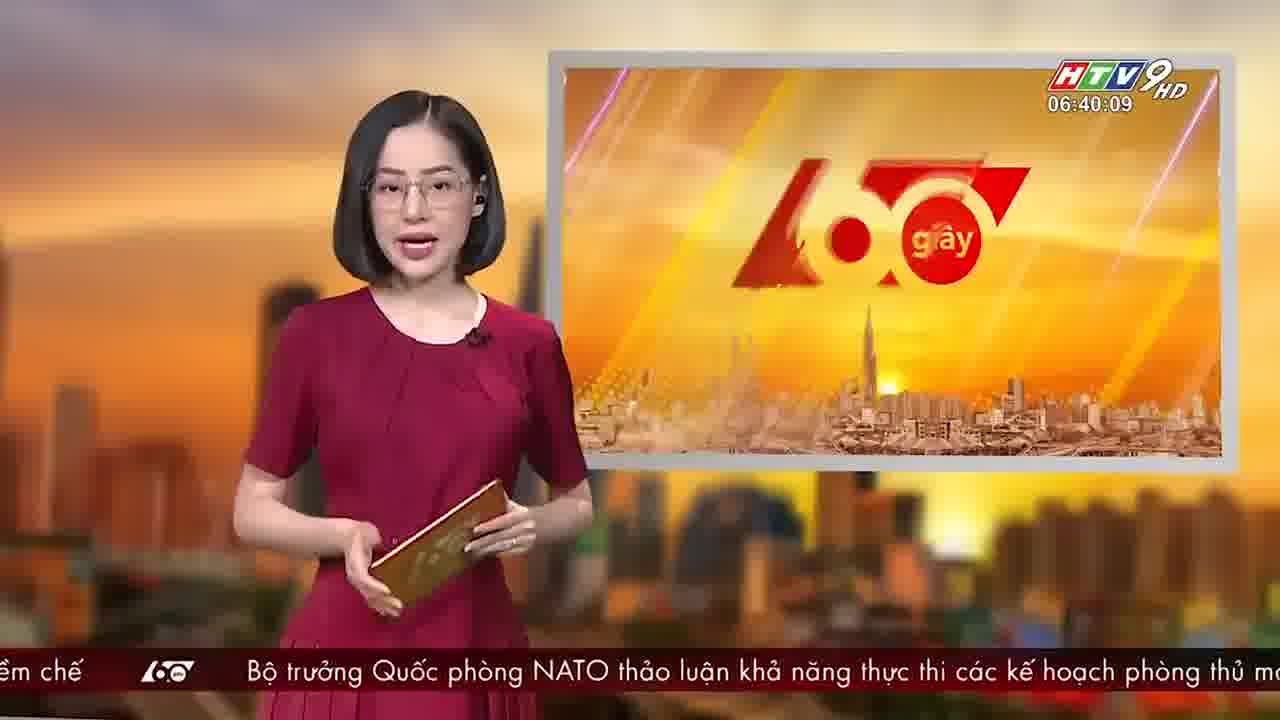 HTV9 HD
06:40:09
60 giây
ềm chế 60 Bộ trưởng Quốc phòng NATO thảo luận khả năng thực thi các kế hoạch phòng thủ